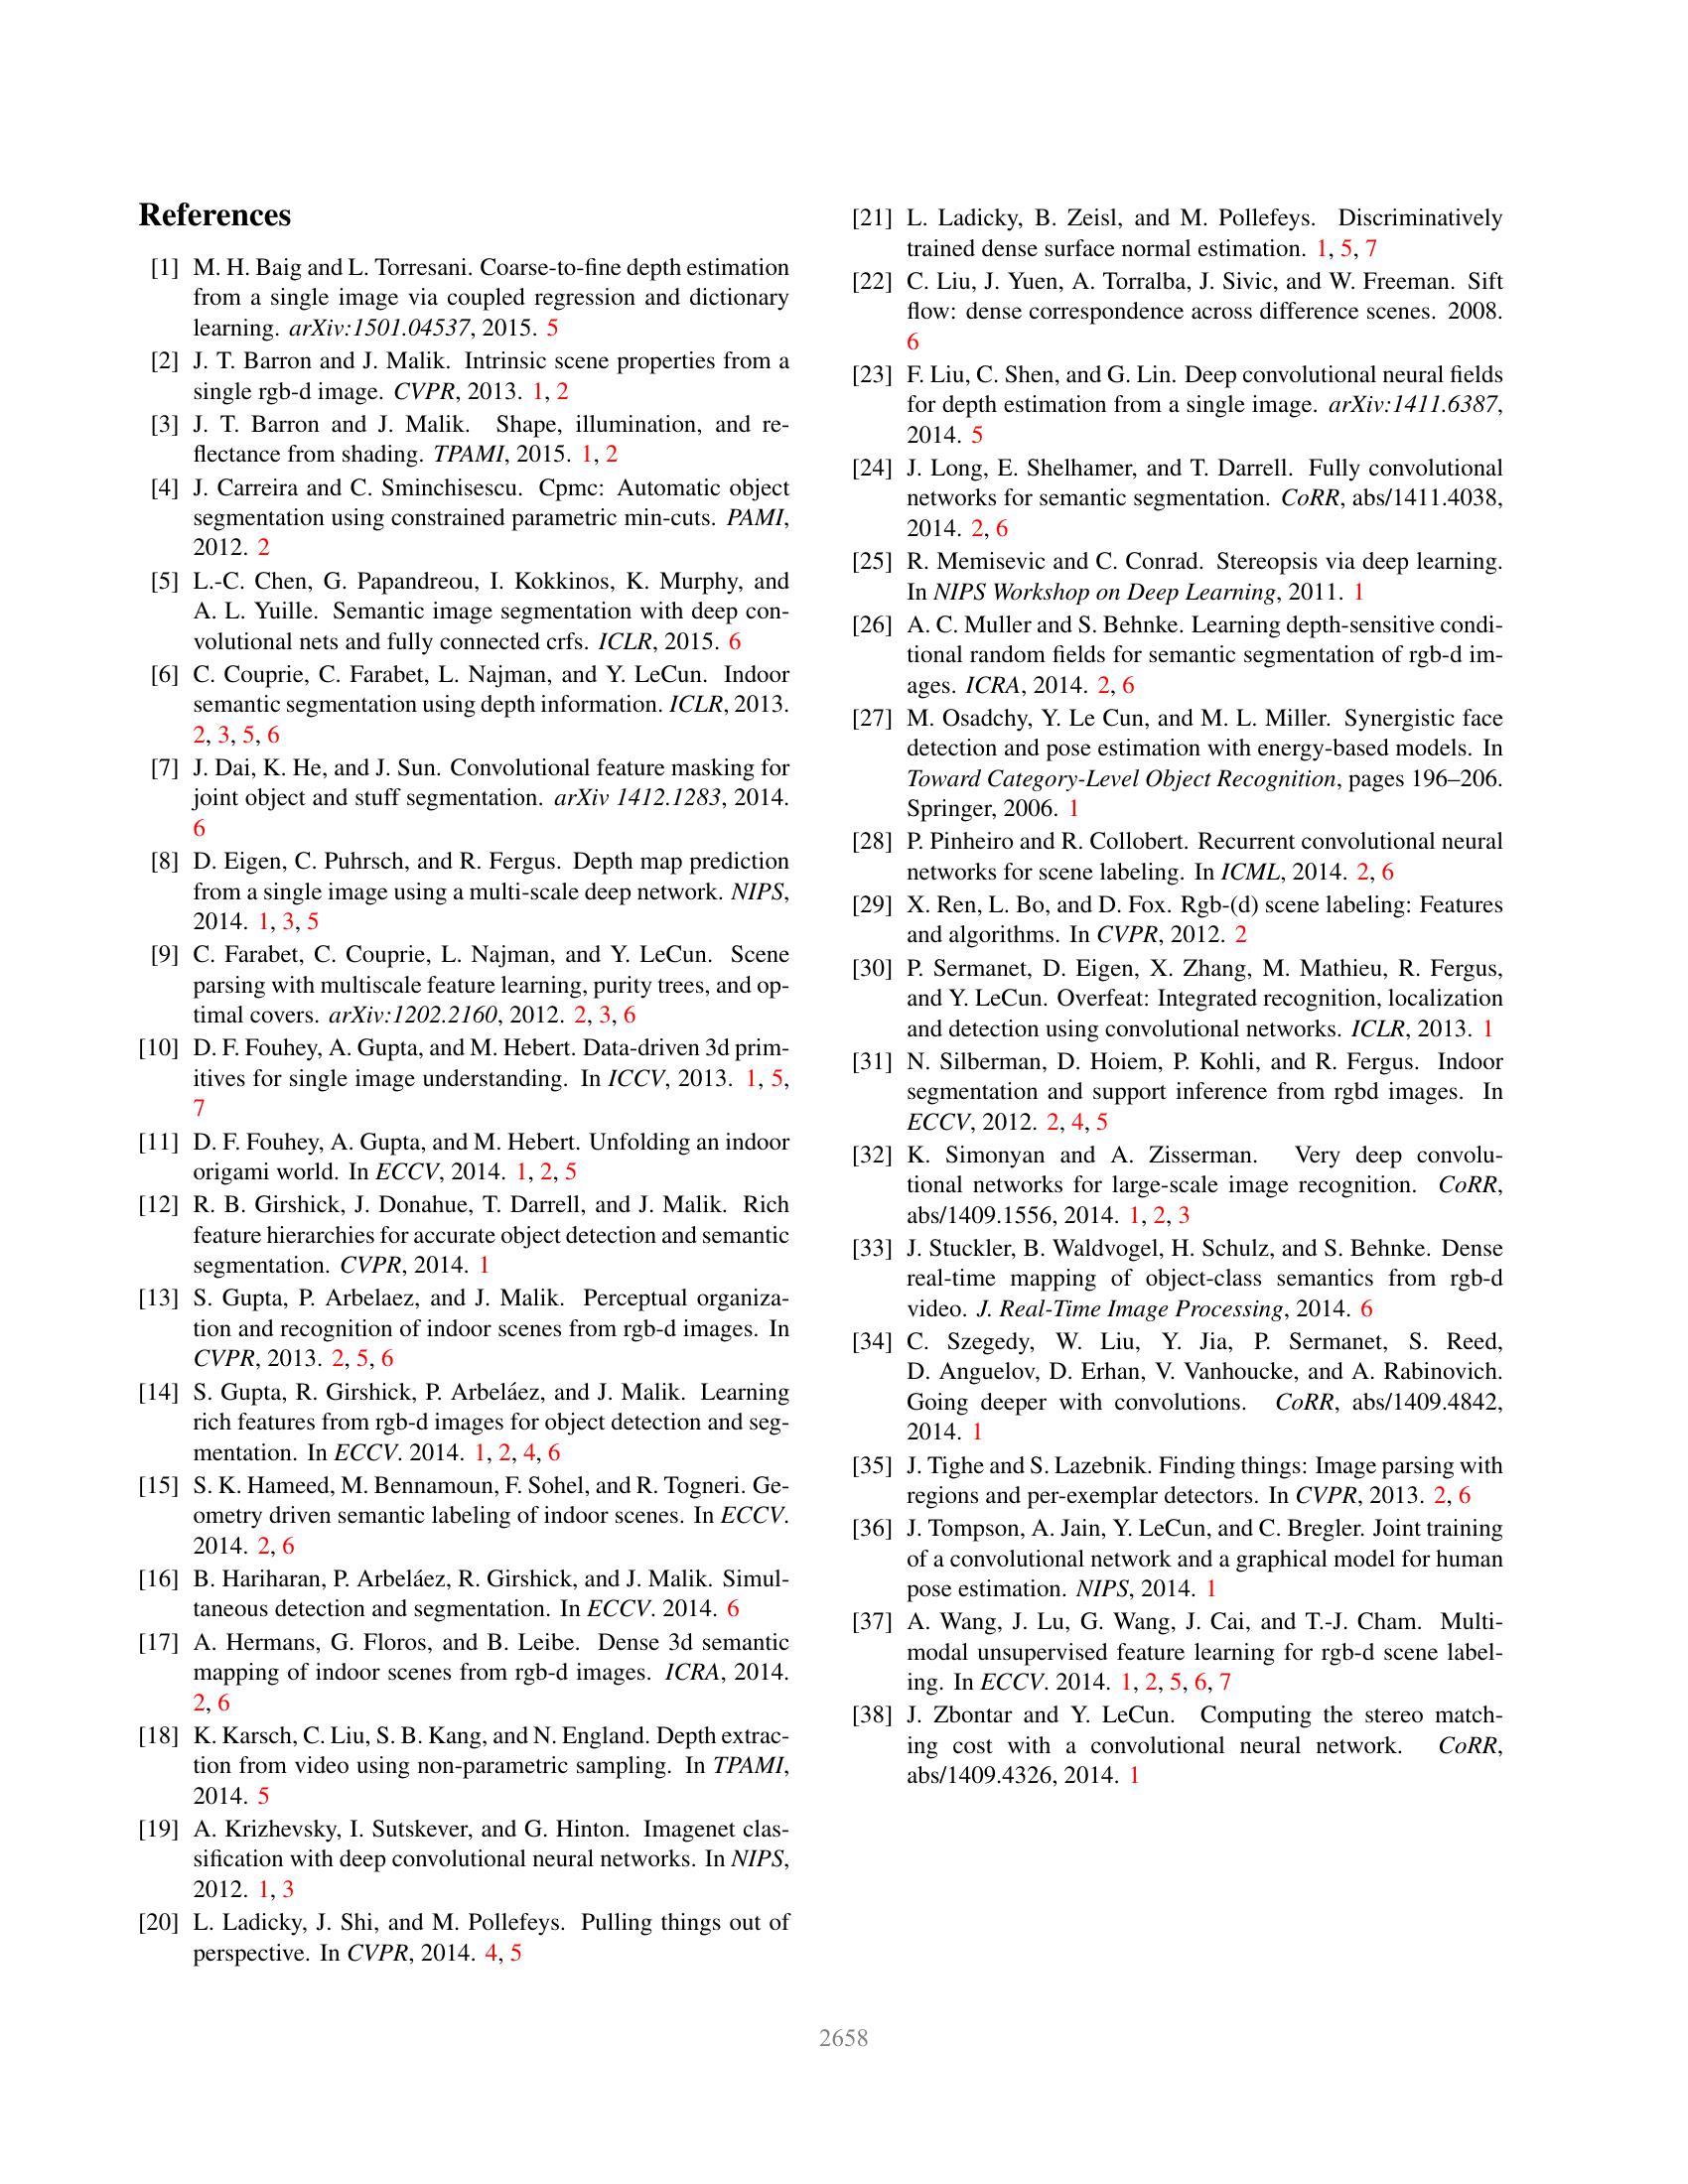 References
[1] M. H. Baig and L. Torresani. Coarse-to-fine depth estimation
from a single image via coupled regression and dictionary
learning. arXiv:1501.04537, 2015. 5
[2] J. T. Barron and J. Malik. Intrinsic scene properties from a
single rgb-d image. CVPR, 2013. 1, 2
[3] J. T. Barron and J. Malik. Shape, illumination, and re-
flectance from shading. TPAMI, 2015. 1, 2
[4] J. Carreira and C. Sminchisescu. Cpmc: Automatic object
segmentation using constrained parametric min-cuts. PAMI,
2012. 2
[5] L.-C. Chen, G. Papandreou, I. Kokkinos, K. Murphy, and
A. L. Yuille. Semantic image segmentation with deep con-
volutional nets and fully connected crfs. ICLR, 2015. 6
[6] C. Couprie, C. Farabet, L. Najman, and Y. LeCun. Indoor
semantic segmentation using depth information. ICLR, 2013.
2, 3, 5, 6
[7] J. Dai, K. He, and J. Sun. Convolutional feature masking for
joint object and stuff segmentation. arXiv 1412.1283, 2014.
6
[8] D. Eigen, C. Puhrsch, and R. Fergus. Depth map prediction
from a single image using a multi-scale deep network. NIPS,
2014. 1, 3, 5
[9] C. Farabet, C. Couprie, L. Najman, and Y. LeCun. Scene
parsing with multiscale feature learning, purity trees, and op-
timal covers. arXiv:1202.2160, 2012. 2, 3, 6
[10] D. F. Fouhey, A. Gupta, and M. Hebert. Data-driven 3d prim-
itives for single image understanding. In ICCV, 2013. 1, 5,
7
[11] D. F. Fouhey, A. Gupta, and M. Hebert. Unfolding an indoor
origami world. In ECCV, 2014. 1, 2, 5
[12] R. B. Girshick, J. Donahue, T. Darrell, and J. Malik. Rich
feature hierarchies for accurate object detection and semantic
segmentation. CVPR, 2014. 1
[13] S. Gupta, P. Arbelaez, and J. Malik. Perceptual organiza-
tion and recognition of indoor scenes from rgb-d images. In
CVPR, 2013. 2, 5, 6
[14] S. Gupta, R. Girshick, P. Arbeláez, and J. Malik. Learning
rich features from rgb-d images for object detection and seg-
mentation. In ECCV. 2014. 1, 2, 4, 6
[15] S. K. Hameed, M. Bennamoun, F. Sohel, and R. Togneri. Ge-
ometry driven semantic labeling of indoor scenes. In ECCV.
2014. 2, 6
[16] B. Hariharan, P. Arbeláez, R. Girshick, and J. Malik. Simul-
taneous detection and segmentation. In ECCV. 2014. 6
[17] A. Hermans, G. Floros, and B. Leibe. Dense 3d semantic
mapping of indoor scenes from rgb-d images. ICRA, 2014.
2, 6
[18] K. Karsch, C. Liu, S. B. Kang, and N. England. Depth extrac-
tion from video using non-parametric sampling. In TPAMI,
2014. 5
[19] A. Krizhevsky, I. Sutskever, and G. Hinton. Imagenet clas-
sification with deep convolutional neural networks. In NIPS,
2012. 1, 3
[20] L. Ladicky, J. Shi, and M. Pollefeys. Pulling things out of
perspective. In CVPR, 2014. 4, 5
[21] L. Ladicky, B. Zeisl, and M. Pollefeys. Discriminatively
trained dense surface normal estimation. 1, 5, 7
[22] C. Liu, J. Yuen, A. Torralba, J. Sivic, and W. Freeman. Sift
flow: dense correspondence across difference scenes. 2008.
6
[23] F. Liu, C. Shen, and G. Lin. Deep convolutional neural fields
for depth estimation from a single image. arXiv:1411.6387,
2014. 5
[24] J. Long, E. Shelhamer, and T. Darrell. Fully convolutional
networks for semantic segmentation. CoRR, abs/1411.4038,
2014. 2, 6
[25] R. Memisevic and C. Conrad. Stereopsis via deep learning.
In NIPS Workshop on Deep Learning, 2011. 1
[26] A. C. Muller and S. Behnke. Learning depth-sensitive condi-
tional random fields for semantic segmentation of rgb-d im-
ages. ICRA, 2014. 2, 6
[27] M. Osadchy, Y. Le Cun, and M. L. Miller. Synergistic face
detection and pose estimation with energy-based models. In
Toward Category-Level Object Recognition, pages 196–206.
Springer, 2006. 1
[28] P. Pinheiro and R. Collobert. Recurrent convolutional neural
networks for scene labeling. In ICML, 2014. 2, 6
[29] X. Ren, L. Bo, and D. Fox. Rgb-(d) scene labeling: Features
and algorithms. In CVPR, 2012. 2
[30] P. Sermanet, D. Eigen, X. Zhang, M. Mathieu, R. Fergus,
and Y. LeCun. Overfeat: Integrated recognition, localization
and detection using convolutional networks. ICLR, 2013. 1
[31] N. Silberman, D. Hoiem, P. Kohli, and R. Fergus. Indoor
segmentation and support inference from rgbd images. In
ECCV, 2012. 2, 4, 5
[32] K. Simonyan and A. Zisserman. Very deep convolu-
tional networks for large-scale image recognition. CoRR,
abs/1409.1556, 2014. 1, 2, 3
[33] J. Stuckler, B. Waldvogel, H. Schulz, and S. Behnke. Dense
real-time mapping of object-class semantics from rgb-d
video. J. Real-Time Image Processing, 2014. 6
[34] C. Szegedy, W. Liu, Y. Jia, P. Sermanet, S. Reed,
D. Anguelov, D. Erhan, V. Vanhoucke, and A. Rabinovich.
Going deeper with convolutions. CoRR, abs/1409.4842,
2014. 1
[35] J. Tighe and S. Lazebnik. Finding things: Image parsing with
regions and per-exemplar detectors. In CVPR, 2013. 2, 6
[36] J. Tompson, A. Jain, Y. LeCun, and C. Bregler. Joint training
of a convolutional network and a graphical model for human
pose estimation. NIPS, 2014. 1
[37] A. Wang, J. Lu, G. Wang, J. Cai, and T.-J. Cham. Multi-
modal unsupervised feature learning for rgb-d scene label-
ing. In ECCV. 2014. 1, 2, 5, 6, 7
[38] J. Zbontar and Y. LeCun. Computing the stereo match-
ing cost with a convolutional neural network. CoRR,
abs/1409.4326, 2014. 1
2658